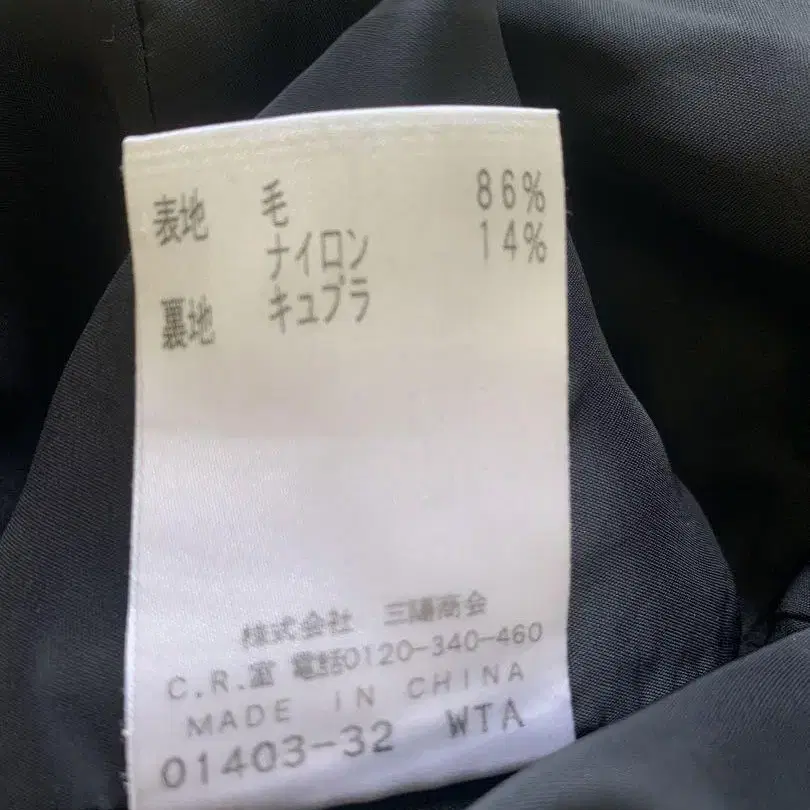 表地 毛 86%
ナイロン 14%
裏地 キュプラ
株式会社 三陽商会
C.R.室 電話0120-340-460
MADE IN CHINA
01403-32 WTA